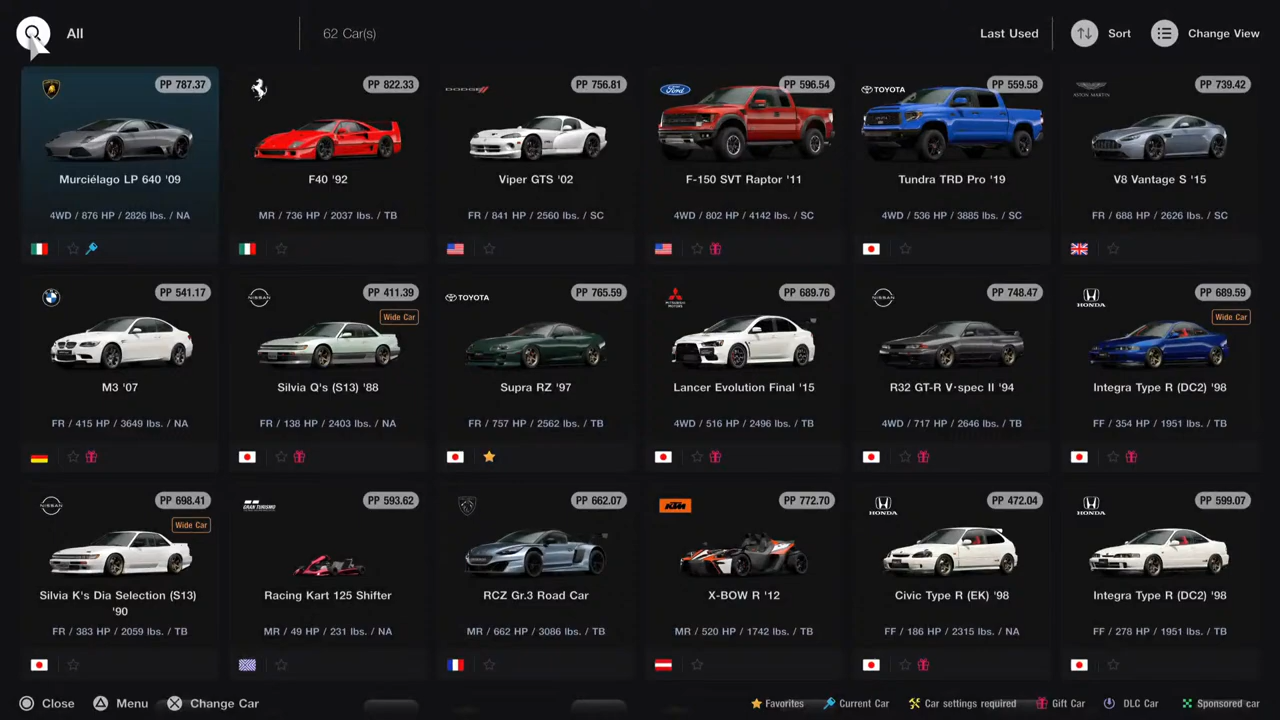 All
62 Car(s)
Last Used
Sort
Change View
PP 787.37
Murciélago LP 640 '09
4WD / 876 HP / 2826 lbs. / NA
PP 822.33
F40 '92
MR / 736 HP / 2037 lbs. / TB
DODGE
PP 756.81
Viper GTS '02
FR / 841 HP / 2560 lbs. / SC
Ford
PP 596.54
F-150 SVT Raptor '11
4WD / 802 HP / 4142 lbs. / SC
TOYOTA
PP 559.58
Tundra TRD Pro '19
4WD / 536 HP / 3885 lbs. / SC
ASTON MARTIN
PP 739.42
V8 Vantage S '15
FR / 688 HP / 2626 lbs. / SC
PP 541.17
M3 '07
FR / 415 HP / 3649 lbs. / NA
NISSAN
PP 411.39
Wide Car
Silvia Q's (S13) '88
FR / 138 HP / 2403 lbs. / NA
TOYOTA
PP 765.59
Supra RZ '97
FR / 757 HP / 2562 lbs. / TB
MITSUBISHI
MOTORS
PP 689.76
Lancer Evolution Final '15
4WD / 516 HP / 2496 lbs. / TB
NISSAN
PP 748.47
R32 GT-R V･spec II '94
4WD / 717 HP / 2646 lbs. / TB
HONDA
PP 689.59
Wide Car
Integra Type R (DC2) '98
FF / 354 HP / 1951 lbs. / TB
NISSAN
PP 698.41
Wide Car
Silvia K's Dia Selection (S13)
'90
FR / 383 HP / 2059 lbs. / TB
GRAN TURISMO
PP 593.62
Racing Kart 125 Shifter
MR / 49 HP / 231 lbs. / NA
PP 662.07
RCZ Gr.3 Road Car
MR / 662 HP / 3086 lbs. / TB
KTM
PP 772.70
X-BOW R '12
MR / 520 HP / 1742 lbs. / TB
HONDA
PP 472.04
Civic Type R (EK) '98
FF / 186 HP / 2315 lbs. / NA
HONDA
PP 599.07
Integra Type R (DC2) '98
FF / 278 HP / 1951 lbs. / TB
Close
Menu
Change Car
Favorites
Current Car
Car settings required
Gift Car
DLC Car
Sponsored car